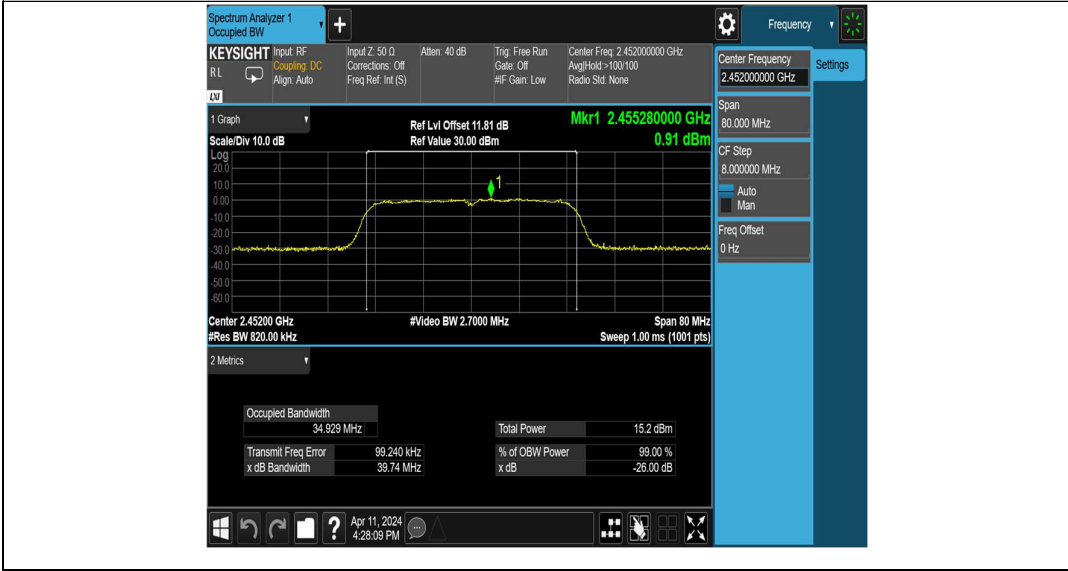 Spectrum Analyzer 1
Occupied BW
+
Frequency
KEYSIGHT
RL
LXI
Input: RF
Coupling: DC
Align: Auto
Input Z: 50 Ω
Corrections: Off
Freq Ref: Int (S)
Atten: 40 dB
Trig: Free Run
Gate: Off
#IF Gain: Low
Center Freq: 2.452000000 GHz
Avg|Hold:>100/100
Radio Std: None
Center Frequency
2.452000000 GHz
Settings
Span
80.000 MHz
CF Step
8.000000 MHz
Auto
Man
Freq Offset
0 Hz
1 Graph
Scale/Div 10.0 dB
Ref Lvl Offset 11.81 dB
Ref Value 30.00 dBm
Mkr1 2.455280000 GHz
0.91 dBm
Log
20.0
10.0
0.00
-10.0
-20.0
-30.0
-40.0
-50.0
-60.0
1
Center 2.45200 GHz
#Video BW 2.7000 MHz
Span 80 MHz
#Res BW 820.00 kHz
Sweep 1.00 ms (1001 pts)
2 Metrics
Occupied Bandwidth
34.929 MHz
Total Power 15.2 dBm
Transmit Freq Error 99.240 kHz
% of OBW Power 99.00 %
x dB Bandwidth 39.74 MHz
x dB -26.00 dB
?
Apr 11, 2024
4:28:09 PM